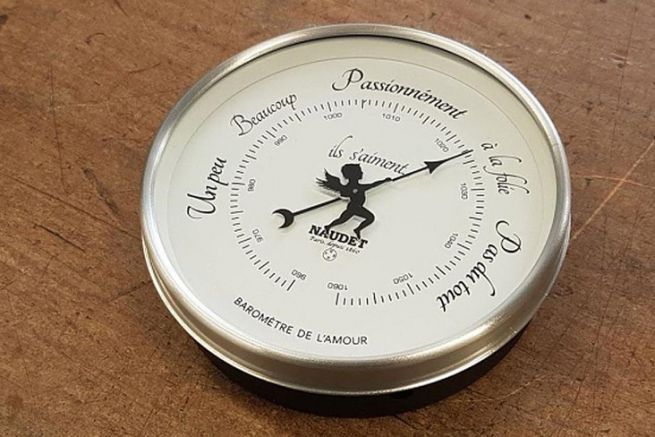 Un peu
Beaucoup
Passionnément
à la folie
Pas du tout
ils s'aiment
960
970
980
990
1000
1010
1020
1030
1040
1050
1060
NAUDET
Paris, depuis 1860
BAROMÈTRE DE L'AMOUR